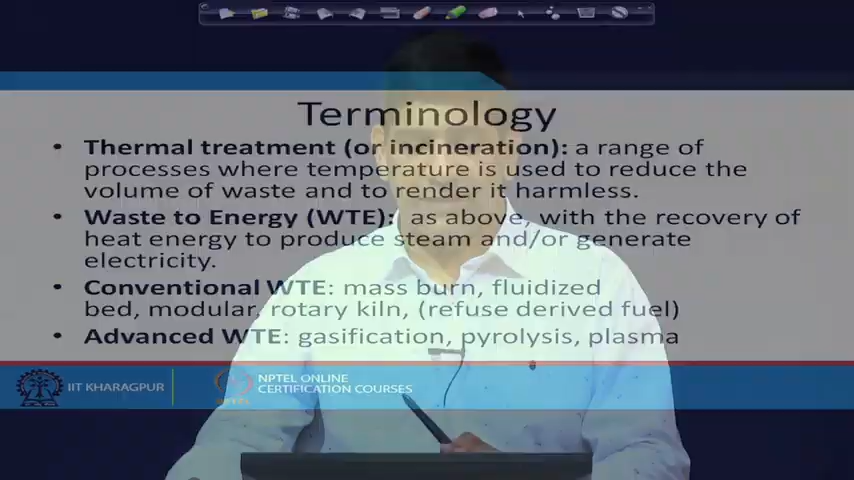 Terminology
• Thermal treatment (or incineration): a range of
processes where temperature is used to reduce the
volume of waste and to render it harmless.
• Waste to Energy (WTE): as above, with the recovery of
heat energy to produce steam and/or generate
electricity.
• Conventional WTE: mass burn, fluidized
bed, modular, rotary kiln, (refuse derived fuel)
• Advanced WTE: gasification, pyrolysis, plasma
IIT KHARAGPUR
NPTEL ONLINE
CERTIFICATION COURSES